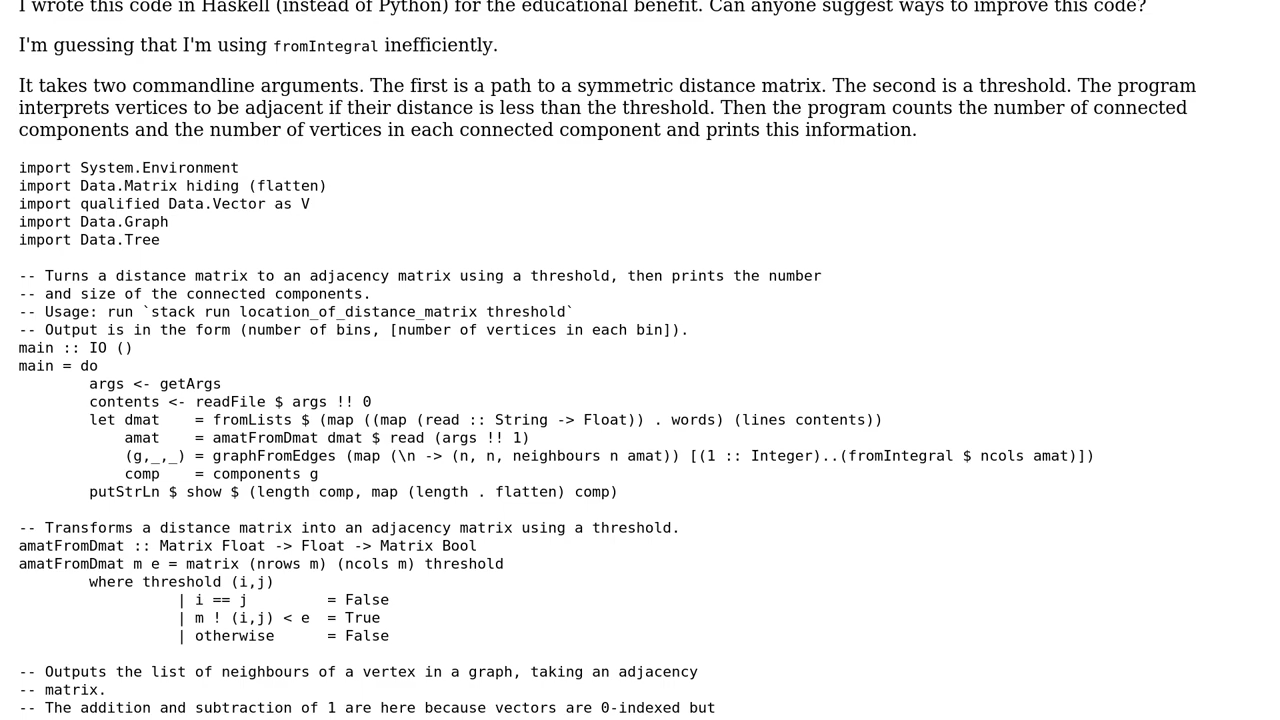 I wrote this code in Haskell (instead of Python) for the educational benefit. Can anyone suggest ways to improve this code?
I'm guessing that I'm using fromIntegral inefficiently.
It takes two commandline arguments. The first is a path to a symmetric distance matrix. The second is a threshold. The program
interprets vertices to be adjacent if their distance is less than the threshold. Then the program counts the number of connected
components and the number of vertices in each connected component and prints this information.
import System.Environment
import Data.Matrix hiding (flatten)
import qualified Data.Vector as V
import Data.Graph
import Data.Tree
-- Turns a distance matrix to an adjacency matrix using a threshold, then prints the number
-- and size of the connected components.
-- Usage: run `stack run location_of_distance_matrix threshold`
-- Output is in the form (number of bins, [number of vertices in each bin]).
main :: IO ()
main = do
        args <- getArgs
        contents <- readFile $ args !! 0
        let dmat    = fromLists $ (map ((map (read :: String -> Float)) . words) (lines contents))
            amat    = amatFromDmat dmat $ read (args !! 1)
            (g,_,_) = graphFromEdges (map (\n -> (n, n, neighbours n amat)) [(1 :: Integer)..(fromIntegral $ ncols amat)])
            comp    = components g
        putStrLn $ show $ (length comp, map (length . flatten) comp)
-- Transforms a distance matrix into an adjacency matrix using a threshold.
amatFromDmat :: Matrix Float -> Float -> Matrix Bool
amatFromDmat m e = matrix (nrows m) (ncols m) threshold
        where threshold (i,j)
                  | i == j         = False
                  | m ! (i,j) < e  = True
                  | otherwise      = False
-- Outputs the list of neighbours of a vertex in a graph, taking an adjacency
-- matrix.
-- The addition and subtraction of 1 are here because vectors are 0-indexed but